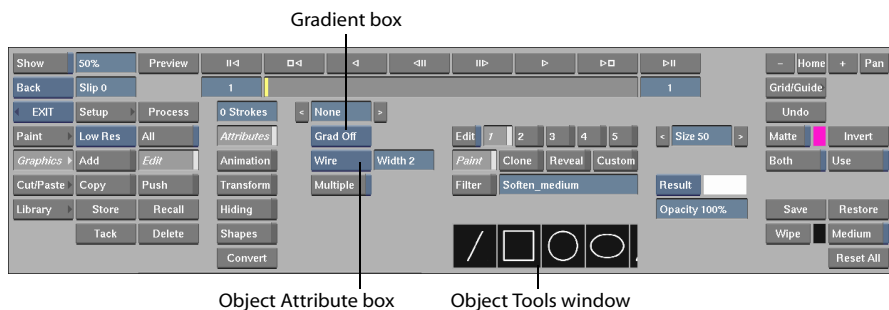 Gradient box
Show 50% Preview
Back Slip 0 1 1 Grid/Guide
- Home + Pan
EXIT Setup Process 0 Strokes < None > Undo
Paint Low Res All Attributes Grad Off Edit 1 2 3 4 5 < Size 50 > Matte Invert
Graphics Add Edit Animation Wire Width 2 Paint Clone Reveal Custom Both Use
Cut/Paste Copy Push Transform Multiple Filter Soften_medium Result
Library Store Recall Hiding Opacity 100% Save Restore
Tack Delete Shapes Wipe Medium
Convert Reset All
Object Attribute box Object Tools window